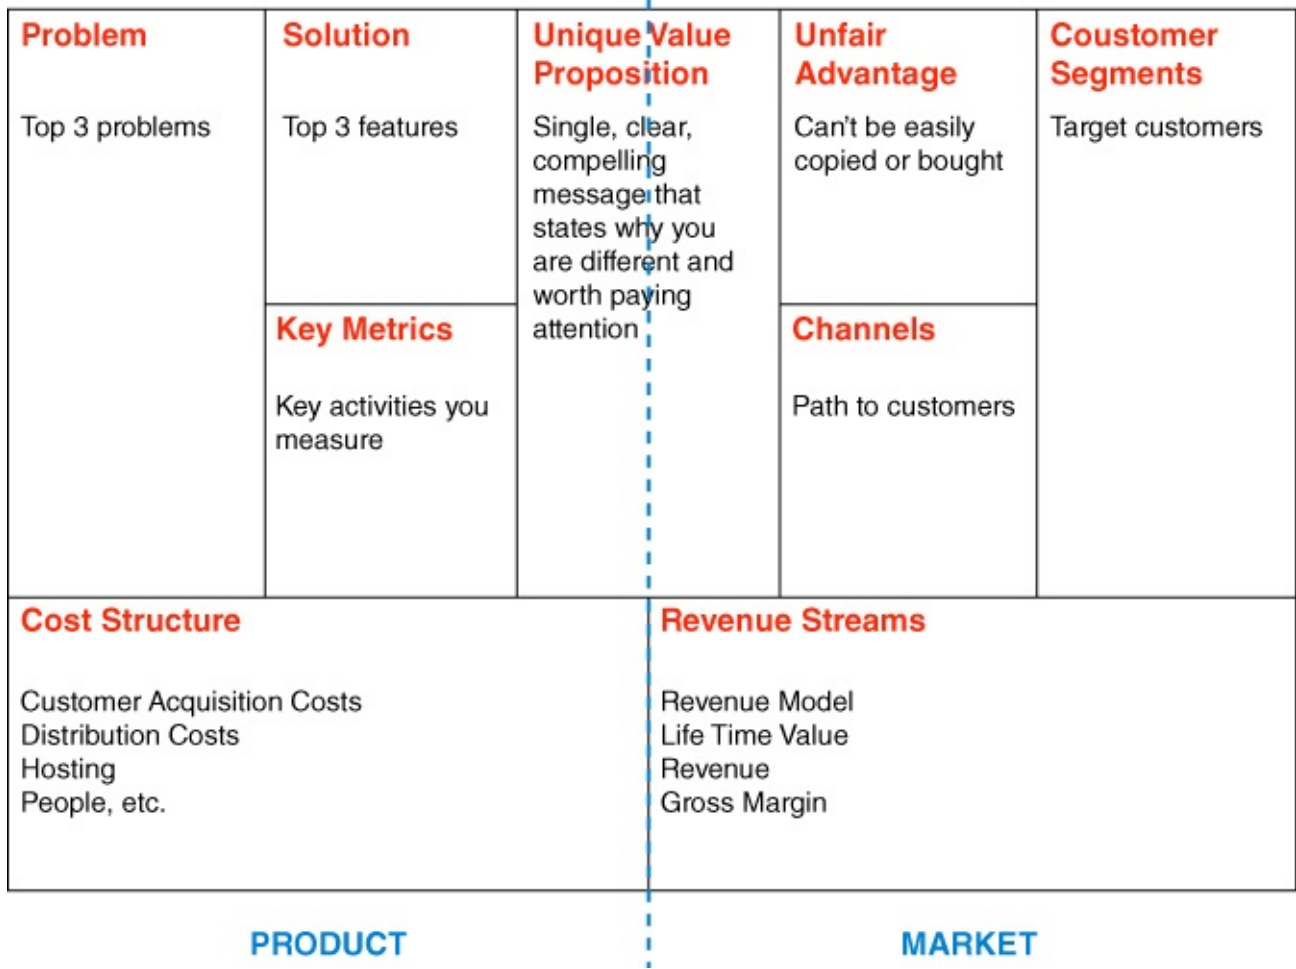 Problem
Top 3 problems
Solution
Top 3 features
Key Metrics
Key activities you
measure
Unique Value
Proposition
Single, clear,
compelling
message that
states why you
are different and
worth paying
attention
Unfair
Advantage
Can't be easily
copied or bought
Channels
Path to customers
Coustomer
Segments
Target customers
Cost Structure
Customer Acquisition Costs
Distribution Costs
Hosting
People, etc.
Revenue Streams
Revenue Model
Life Time Value
Revenue
Gross Margin
PRODUCT
MARKET